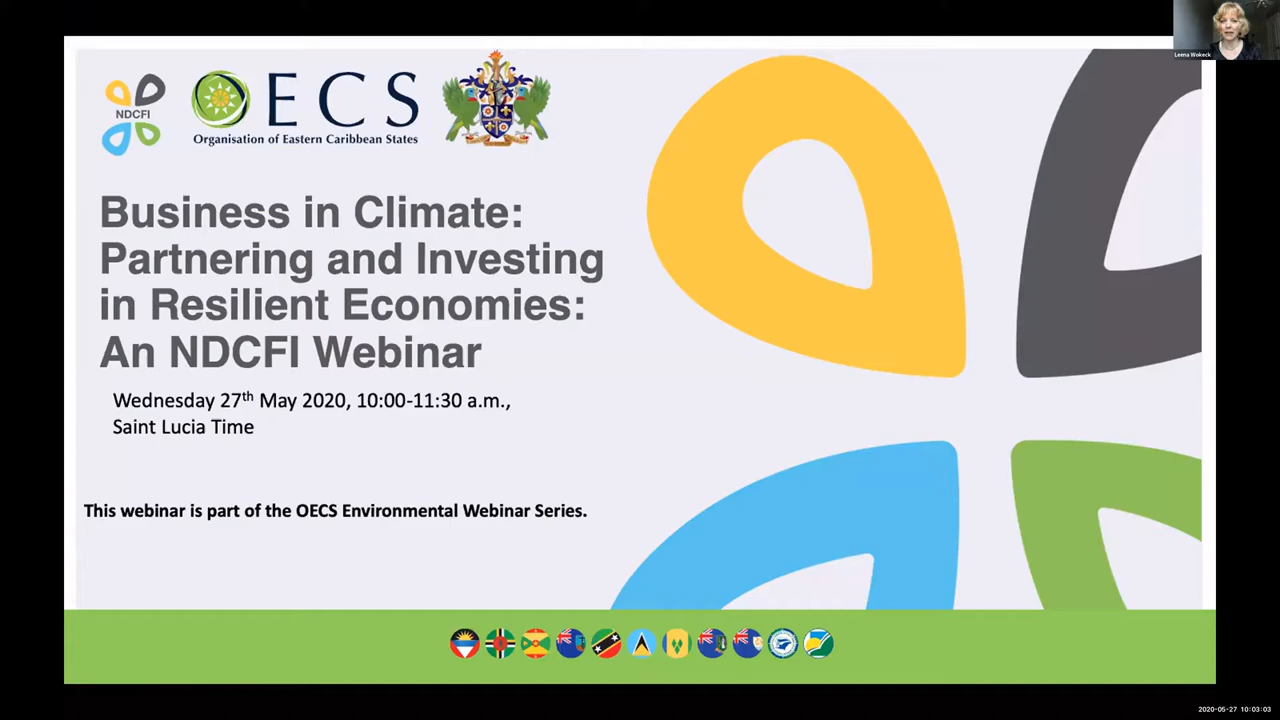 Leena Wokeck
NDCFI
OECS
Organisation of Eastern Caribbean States
Business in Climate:
Partnering and Investing
in Resilient Economies:
An NDCFI Webinar
Wednesday 27th May 2020, 10:00-11:30 a.m.,
Saint Lucia Time
This webinar is part of the OECS Environmental Webinar Series.
2020-05-27 10:03:03